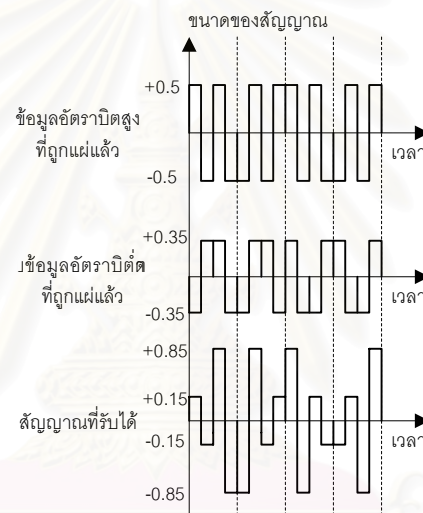 ขนาดของสัญญาณ
+0.5
ข้อมูลอัตราบิตสูง
ที่ถูกแผ่แล้ว
เวลา
-0.5
+0.35
ข้อมูลอัตราบิต
ที่ถูกแผ่แล้ว
เวลา
-0.35
+0.85
+0.15
สัญญาณที่รับได้
-0.15
เวลา
-0.85